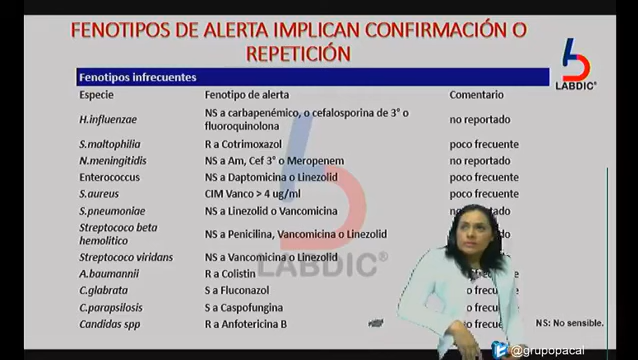 FENOTIPOS DE ALERTA IMPLICAN CONFIRMACIÓN O
REPETICIÓN
LABDIC®
Fenotipos infrecuentes
Especie Fenotipo de alerta Comentario
H.influenzae NS a carbapenémico, o cefalosporina de 3° o no reportado
fluoroquinolona
S.maltophilia R a Cotrimoxazol poco frecuente
N.meningitidis NS a Am, Cef 3° o Meropenem no reportado
Enterococcus NS a Daptomicina o Linezolid poco frecuente
S.aureus CIM Vanco > 4 ug/ml poco frecuente
S.pneumoniae NS a Linezolid o Vancomicina no reportado
Streptococo beta NS a Penicilina, Vancomicina o Linezolid
hemolitico
Streptococo viridans NS a Vancomicina o Linezolid
LABDIC®
A.baumannii R a Colistin
C.glabrata S a Fluconazol
C.parapsilosis S a Caspofungina
Candidas spp R a Anfotericina B NS: No sensible.
@grupopacal